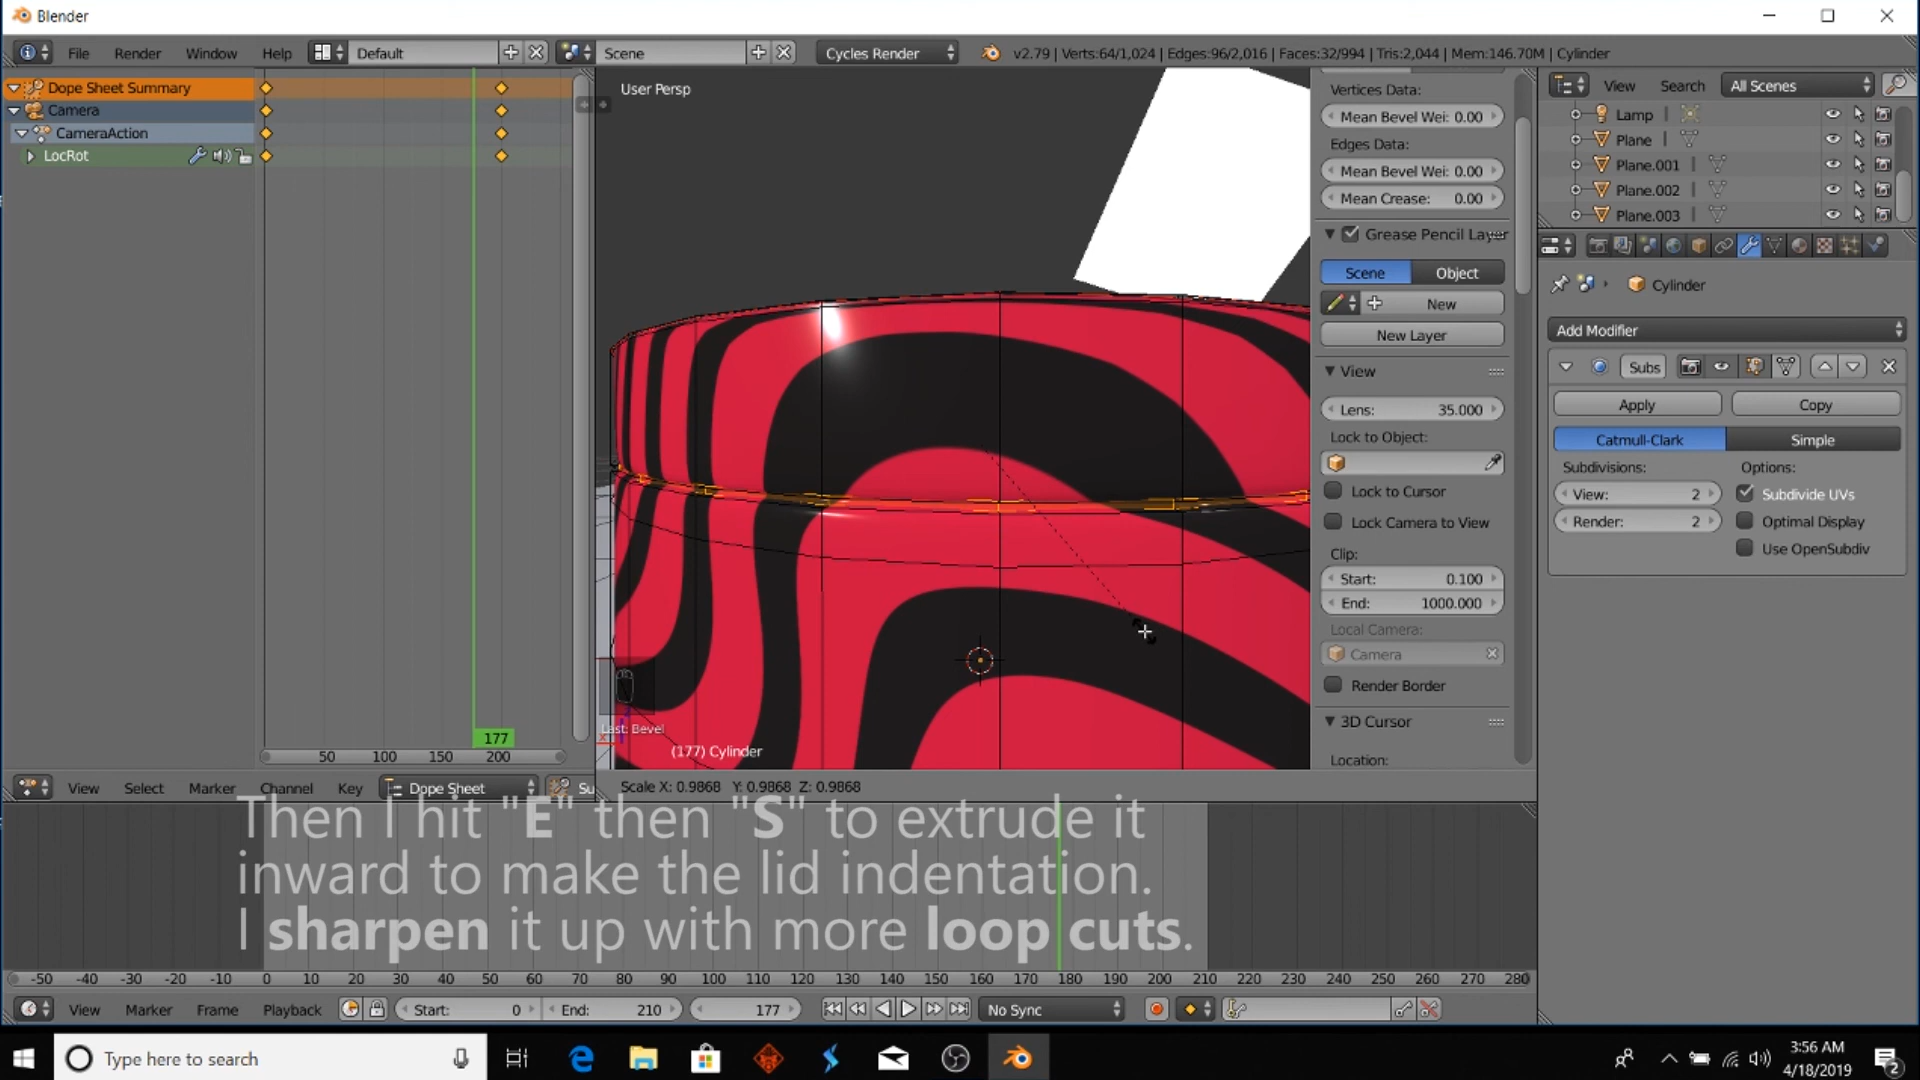 Blender
File Render Window Help Default Scene Cycles Render v2.79 | Verts:64/1,024 | Edges:96/2,016 | Faces:32/994 | Tris:2,044 | Mem:146.70M | Cylinder
Dope Sheet Summary
Camera
CameraAction
LocRot
177
50 100 150 200
View Select Marker Channel Key Dope Sheet Su
User Persp
Last: Bevel
(177) Cylinder
Scale X: 0.9868 Y: 0.9868 Z: 0.9868
Vertices Data:
Mean Bevel Wei: 0.00
Edges Data:
Mean Bevel Wei: 0.00
Mean Crease: 0.00
Grease Pencil Layer
Scene Object
New
New Layer
View
Lens: 35.000
Lock to Object:
Lock to Cursor
Lock Camera to View
Clip:
Start: 0.100
End: 1000.000
Local Camera:
Camera
Render Border
3D Cursor
Location:
View Search All Scenes
Lamp
Plane
Plane.001
Plane.002
Plane.003
Cylinder
Add Modifier
Subs
Apply Copy
Catmull-Clark Simple
Subdivisions: Options:
View: 2 Subdivide UVs
Render: 2 Optimal Display
Use OpenSubdiv
Then I hit "E" then "S" to extrude it
inward to make the lid indentation.
I sharpen it up with more loop cuts.
-50 -40 -30 -20 -10 0 10 20 30 40 50 60 70 80 90 100 110 120 130 140 150 160 170 180 190 200 210 220 230 240 250 260 270 280
View Marker Frame Playback Start: 0 End: 210 177 No Sync
Type here to search
3:56 AM
4/18/2019
2